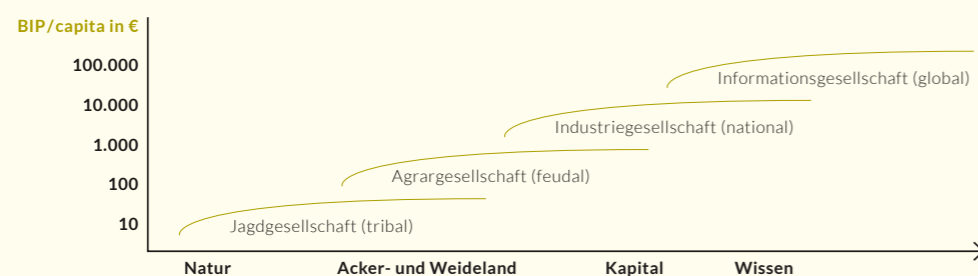 BIP/capita in €
100.000
Informationsgesellschaft (global)
10.000
Industriegesellschaft (national)
1.000
Agrargesellschaft (feudal)
100
Jagdgesellschaft (tribal)
10
Natur Acker- und Weideland Kapital Wissen